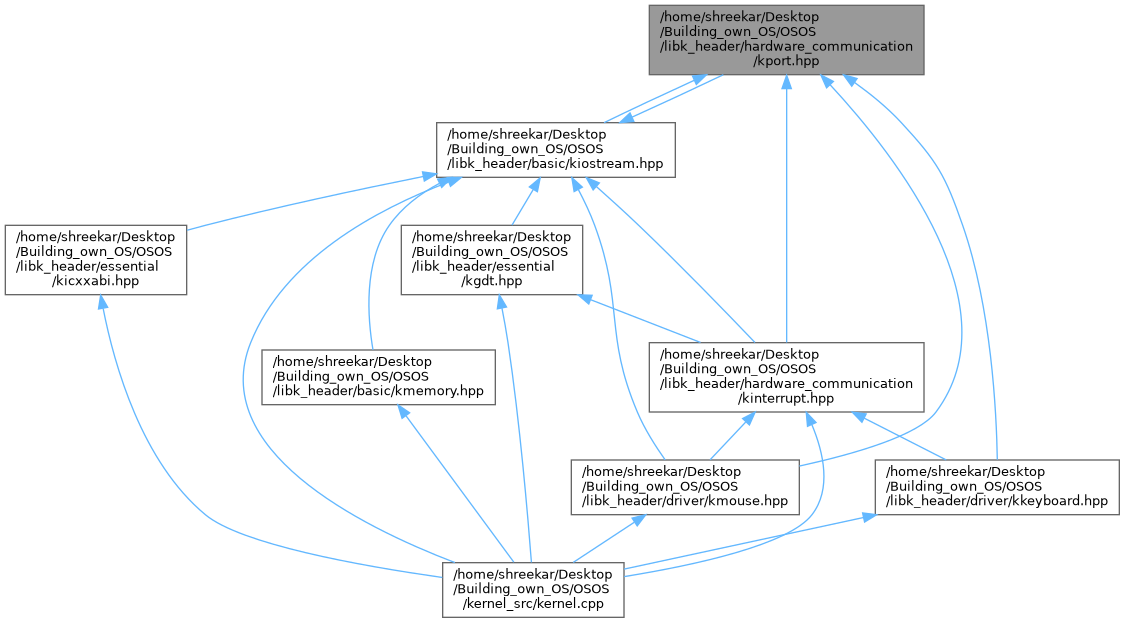 /home/shreekar/Desktop
/Building_own_OS/OSOS
/libk_header/hardware_communication
/kport.hpp
/home/shreekar/Desktop
/Building_own_OS/OSOS
/libk_header/basic/kiostream.hpp
/home/shreekar/Desktop
/Building_own_OS/OSOS
/libk_header/essential
/kicxxabi.hpp
/home/shreekar/Desktop
/Building_own_OS/OSOS
/libk_header/essential
/kgdt.hpp
/home/shreekar/Desktop
/Building_own_OS/OSOS
/libk_header/basic/kmemory.hpp
/home/shreekar/Desktop
/Building_own_OS/OSOS
/libk_header/hardware_communication
/kinterrupt.hpp
/home/shreekar/Desktop
/Building_own_OS/OSOS
/libk_header/driver/kmouse.hpp
/home/shreekar/Desktop
/Building_own_OS/OSOS
/libk_header/driver/kkeyboard.hpp
/home/shreekar/Desktop
/Building_own_OS/OSOS
/kernel_src/kernel.cpp